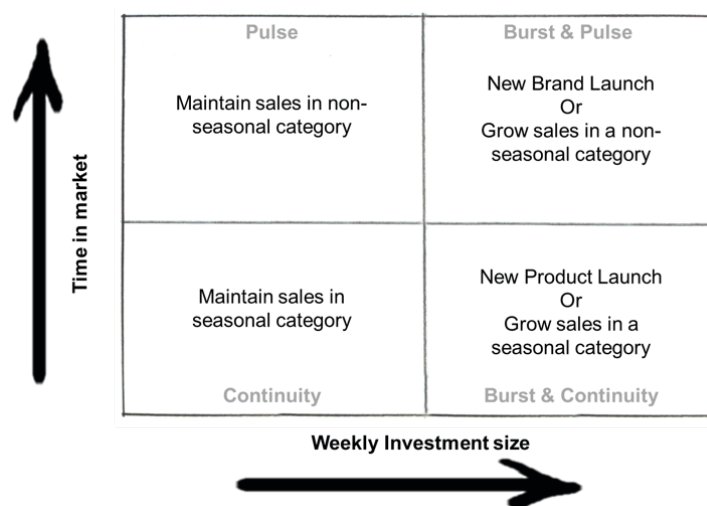 Pulse
Burst & Pulse
Maintain sales in non-
seasonal category
New Brand Launch
Or
Grow sales in a non-
seasonal category
Time in market
Maintain sales in
seasonal category
New Product Launch
Or
Grow sales in a
seasonal category
Continuity
Burst & Continuity
Weekly Investment size